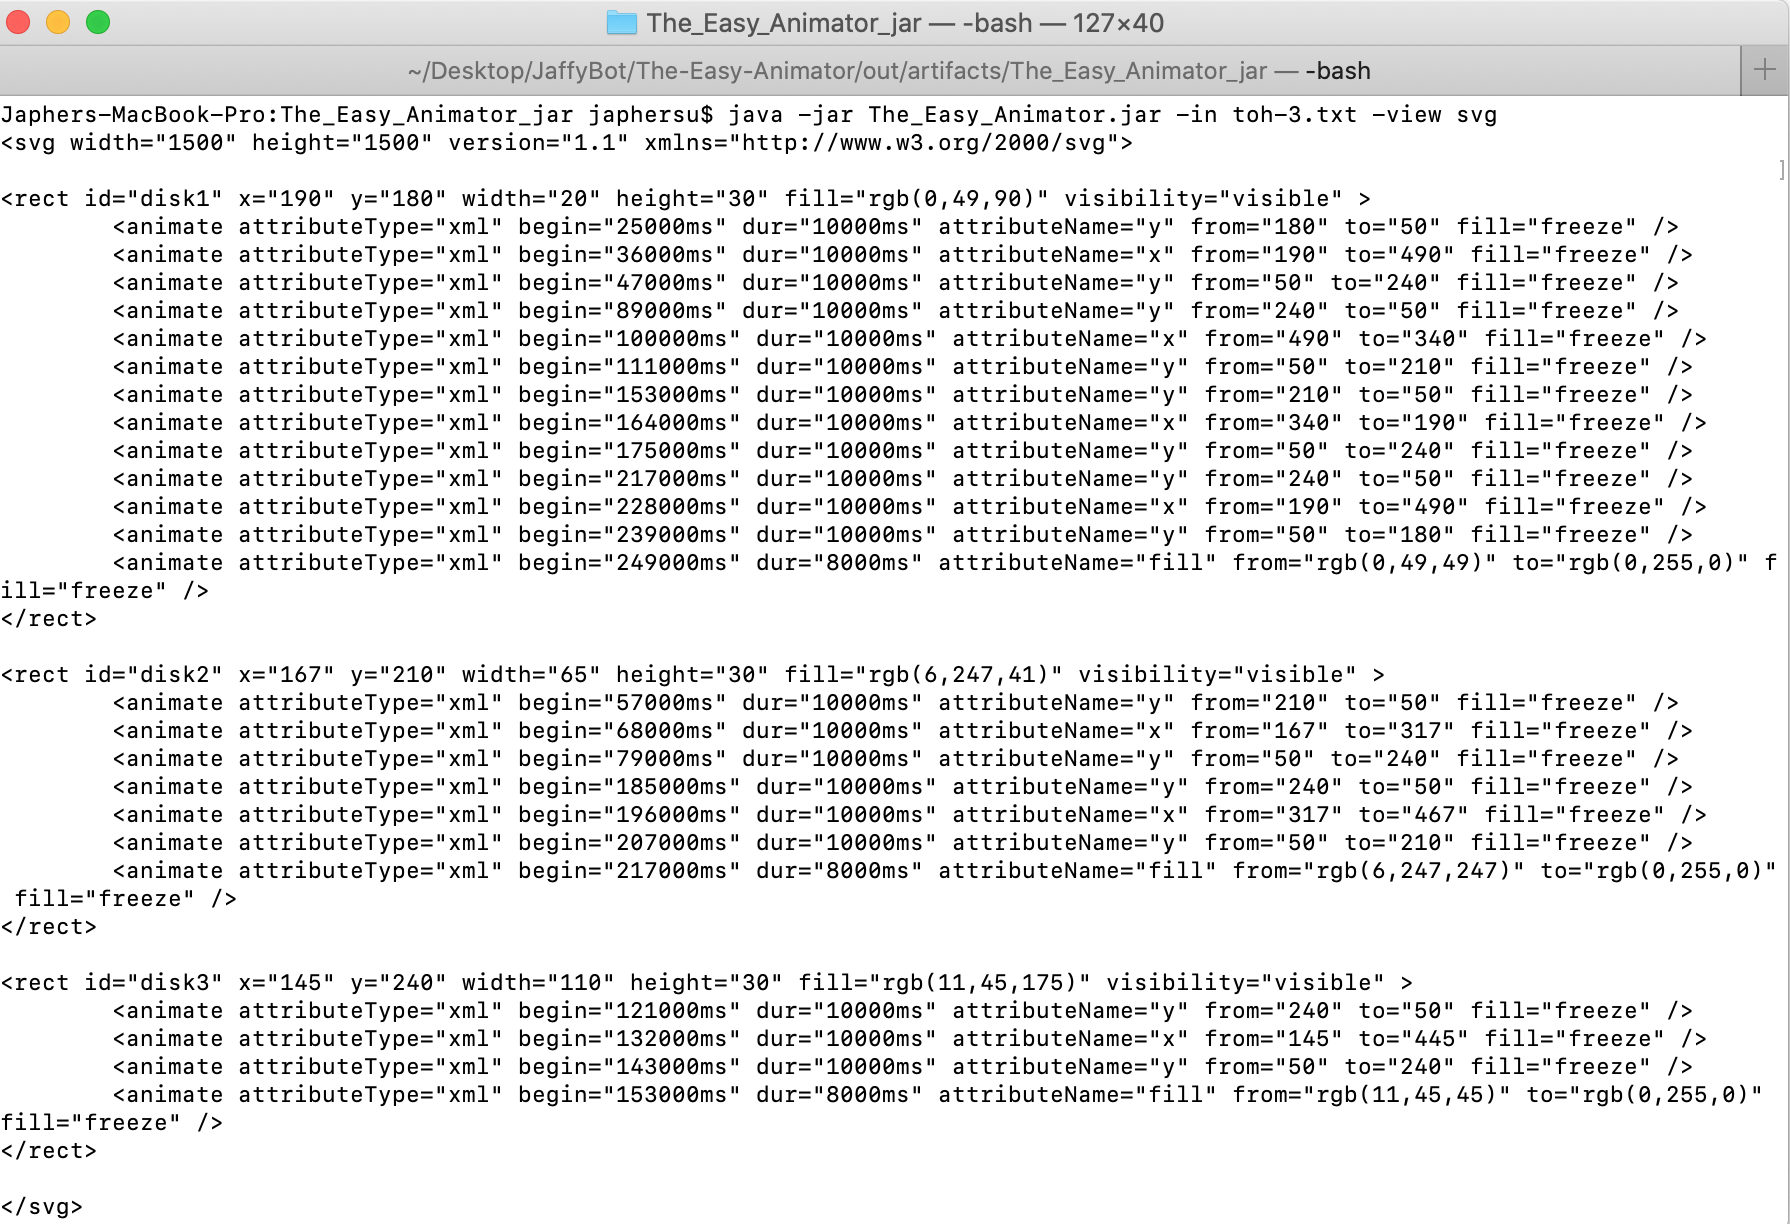 The_Easy_Animator_jar — -bash — 127×40
~/Desktop/JaffyBot/The-Easy-Animator/out/artifacts/The_Easy_Animator_jar — -bash +
Japhers-MacBook-Pro:The_Easy_Animator_jar japhersu$ java -jar The_Easy_Animator.jar -in toh-3.txt -view svg
<svg width="1500" height="1500" version="1.1" xmlns="http://www.w3.org/2000/svg">
]
<rect id="disk1" x="190" y="180" width="20" height="30" fill="rgb(0,49,90)" visibility="visible" >
        <animate attributeType="xml" begin="25000ms" dur="10000ms" attributeName="y" from="180" to="50" fill="freeze" />
        <animate attributeType="xml" begin="36000ms" dur="10000ms" attributeName="x" from="190" to="490" fill="freeze" />
        <animate attributeType="xml" begin="47000ms" dur="10000ms" attributeName="y" from="50" to="240" fill="freeze" />
        <animate attributeType="xml" begin="89000ms" dur="10000ms" attributeName="y" from="240" to="50" fill="freeze" />
        <animate attributeType="xml" begin="100000ms" dur="10000ms" attributeName="x" from="490" to="340" fill="freeze" />
        <animate attributeType="xml" begin="111000ms" dur="10000ms" attributeName="y" from="50" to="210" fill="freeze" />
        <animate attributeType="xml" begin="153000ms" dur="10000ms" attributeName="y" from="210" to="50" fill="freeze" />
        <animate attributeType="xml" begin="164000ms" dur="10000ms" attributeName="x" from="340" to="190" fill="freeze" />
        <animate attributeType="xml" begin="175000ms" dur="10000ms" attributeName="y" from="50" to="240" fill="freeze" />
        <animate attributeType="xml" begin="217000ms" dur="10000ms" attributeName="y" from="240" to="50" fill="freeze" />
        <animate attributeType="xml" begin="228000ms" dur="10000ms" attributeName="x" from="190" to="490" fill="freeze" />
        <animate attributeType="xml" begin="239000ms" dur="10000ms" attributeName="y" from="50" to="180" fill="freeze" />
        <animate attributeType="xml" begin="249000ms" dur="8000ms" attributeName="fill" from="rgb(0,49,49)" to="rgb(0,255,0)" f
ill="freeze" />
</rect>
<rect id="disk2" x="167" y="210" width="65" height="30" fill="rgb(6,247,41)" visibility="visible" >
        <animate attributeType="xml" begin="57000ms" dur="10000ms" attributeName="y" from="210" to="50" fill="freeze" />
        <animate attributeType="xml" begin="68000ms" dur="10000ms" attributeName="x" from="167" to="317" fill="freeze" />
        <animate attributeType="xml" begin="79000ms" dur="10000ms" attributeName="y" from="50" to="240" fill="freeze" />
        <animate attributeType="xml" begin="185000ms" dur="10000ms" attributeName="y" from="240" to="50" fill="freeze" />
        <animate attributeType="xml" begin="196000ms" dur="10000ms" attributeName="x" from="317" to="467" fill="freeze" />
        <animate attributeType="xml" begin="207000ms" dur="10000ms" attributeName="y" from="50" to="210" fill="freeze" />
        <animate attributeType="xml" begin="217000ms" dur="8000ms" attributeName="fill" from="rgb(6,247,247)" to="rgb(0,255,0)"
 fill="freeze" />
</rect>
<rect id="disk3" x="145" y="240" width="110" height="30" fill="rgb(11,45,175)" visibility="visible" >
        <animate attributeType="xml" begin="121000ms" dur="10000ms" attributeName="y" from="240" to="50" fill="freeze" />
        <animate attributeType="xml" begin="132000ms" dur="10000ms" attributeName="x" from="145" to="445" fill="freeze" />
        <animate attributeType="xml" begin="143000ms" dur="10000ms" attributeName="y" from="50" to="240" fill="freeze" />
        <animate attributeType="xml" begin="153000ms" dur="8000ms" attributeName="fill" from="rgb(11,45,45)" to="rgb(0,255,0)"
fill="freeze" />
</rect>
</svg>